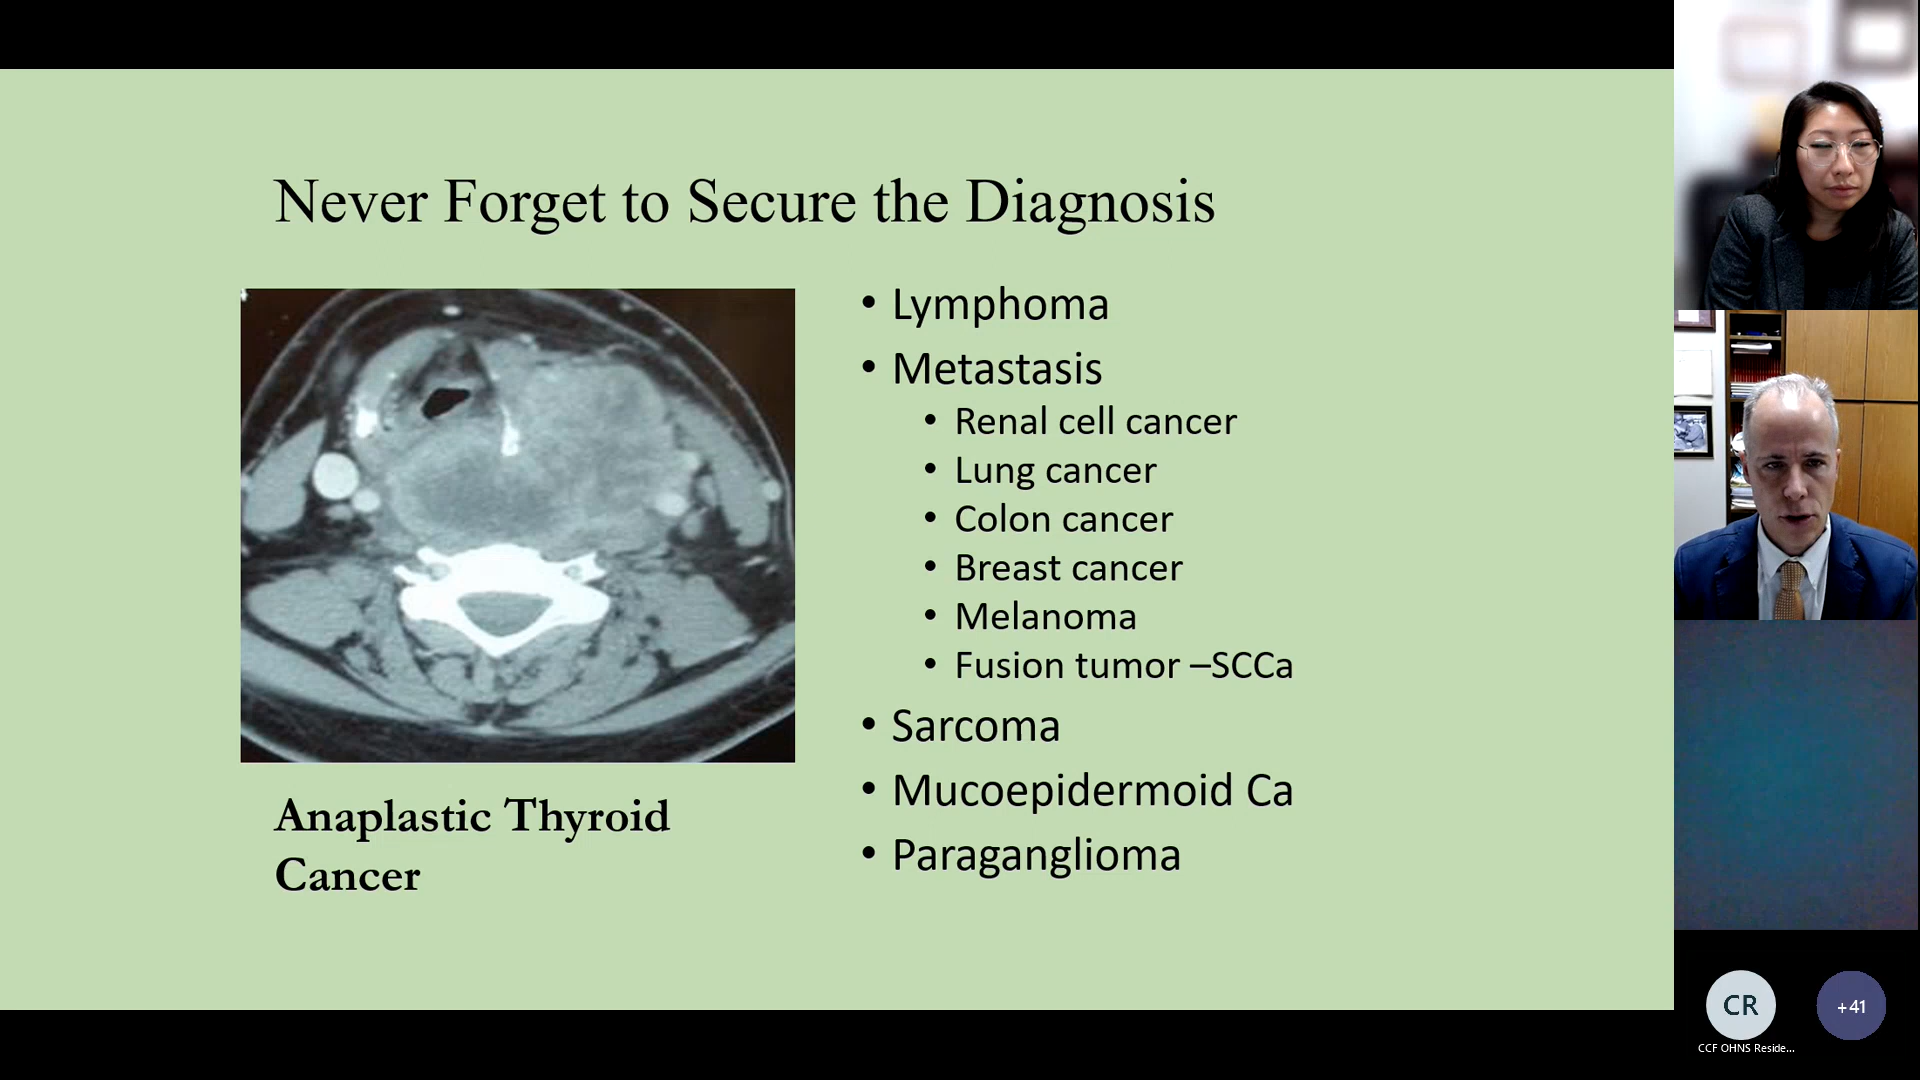 Never Forget to Secure the Diagnosis
• Lymphoma
• Metastasis
• Renal cell cancer
• Lung cancer
• Colon cancer
• Breast cancer
• Melanoma
• Fusion tumor –SCCa
• Sarcoma
• Mucoepidermoid Ca
• Paraganglioma
Anaplastic Thyroid
Cancer
CR
+41
CCF OHNS Reside...